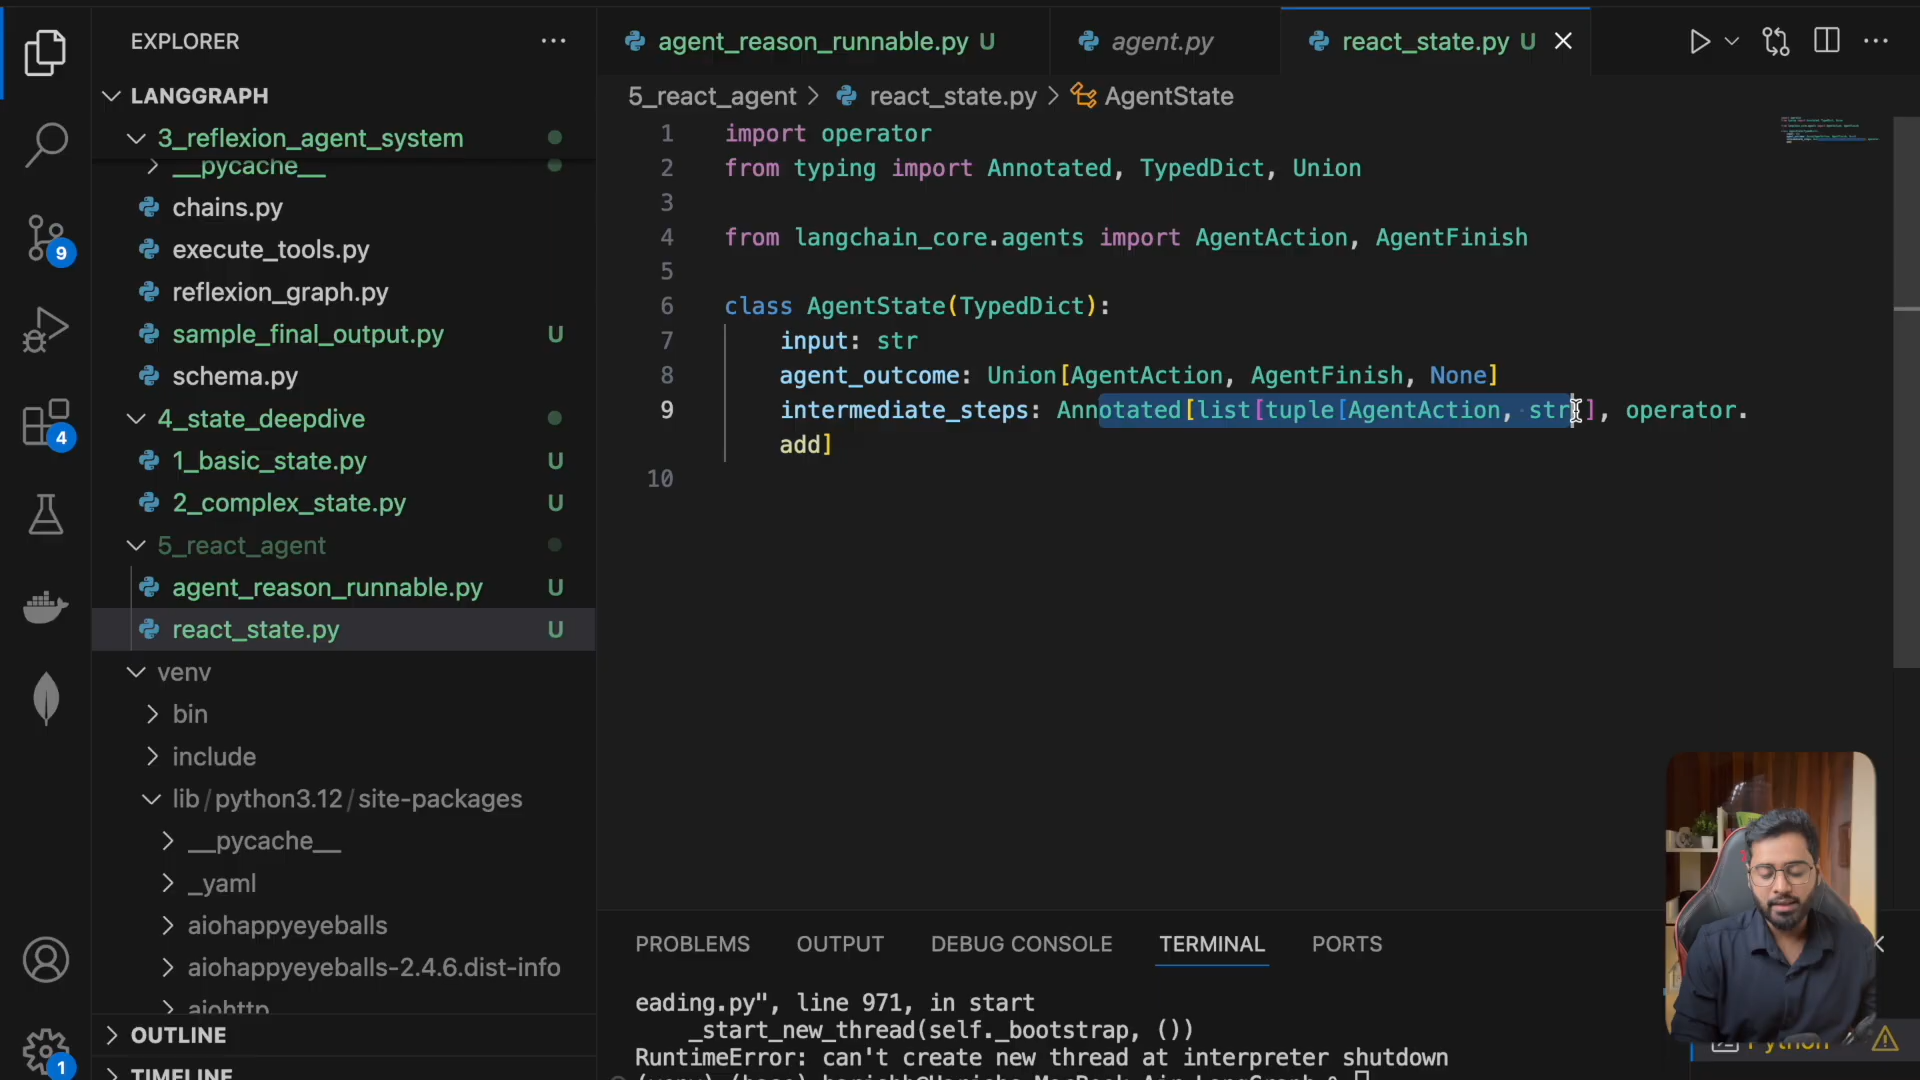 EXPLORER
LANGGRAPH
3_reflexion_agent_system
__pycache__
chains.py
execute_tools.py
reflexion_graph.py
sample_final_output.py U
schema.py
4_state_deepdive
1_basic_state.py U
2_complex_state.py U
5_react_agent
agent_reason_runnable.py U
react_state.py U
venv
bin
include
lib/python3.12/site-packages
__pycache__
_yaml
aiohappyeyeballs
aiohappyeyeballs-2.4.6.dist-info
aiohttp
OUTLINE
TIMELINE
9
4
1
agent_reason_runnable.py U
agent.py
react_state.py U
5_react_agent > react_state.py > AgentState
1 import operator
2 from typing import Annotated, TypedDict, Union
3
4 from langchain_core.agents import AgentAction, AgentFinish
5
6 class AgentState(TypedDict):
7 input: str
8 agent_outcome: Union[AgentAction, AgentFinish, None]
9 intermediate_steps: Annotated[list[tuple[AgentAction, str]], operator.
add]
10
PROBLEMS OUTPUT DEBUG CONSOLE TERMINAL PORTS
eading.py", line 971, in start
_start_new_thread(self._bootstrap, ())
RuntimeError: can't create new thread at interpreter shutdown
Python